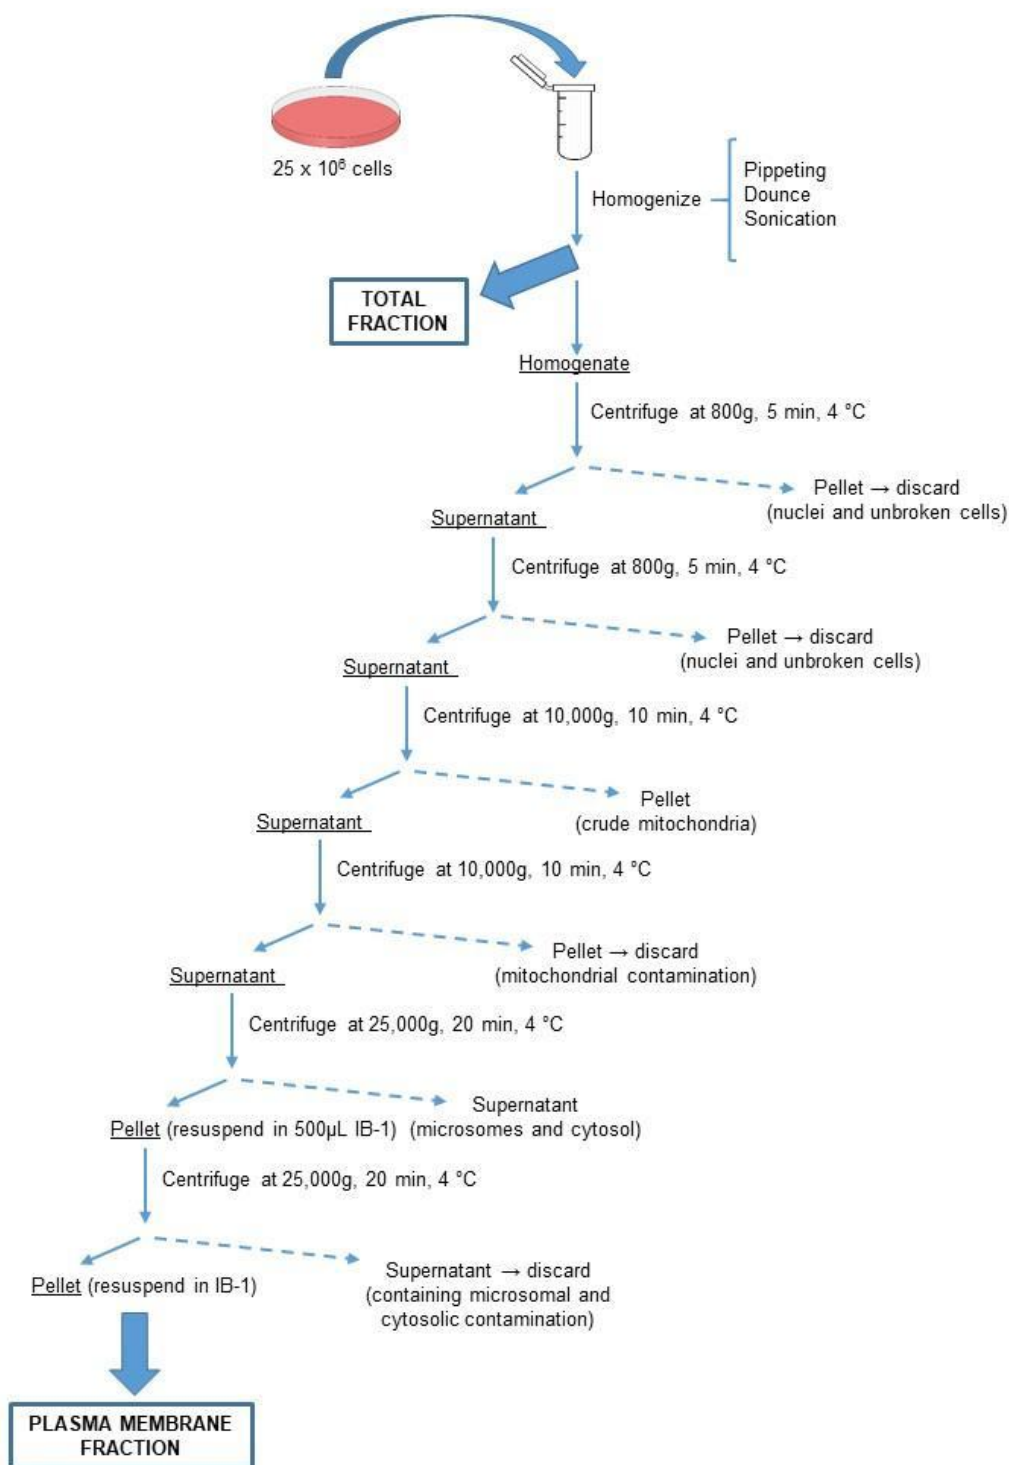 25 x 10⁶ cells
Homogenize
Pippeting
Dounce
Sonication
TOTAL
FRACTION
Homogenate
Centrifuge at 800g, 5 min, 4 °C
Pellet → discard
(nuclei and unbroken cells)
Supernatant
Centrifuge at 800g, 5 min, 4 °C
Pellet → discard
(nuclei and unbroken cells)
Supernatant
Centrifuge at 10,000g, 10 min, 4 °C
Pellet
(crude mitochondria)
Supernatant
Centrifuge at 10,000g, 10 min, 4 °C
Pellet → discard
(mitochondrial contamination)
Supernatant
Centrifuge at 25,000g, 20 min, 4 °C
Supernatant
(microsomes and cytosol)
Pellet (resuspend in 500µL IB-1)
Centrifuge at 25,000g, 20 min, 4 °C
Supernatant → discard
(containing microsomal and
cytosolic contamination)
Pellet (resuspend in IB-1)
PLASMA MEMBRANE
FRACTION